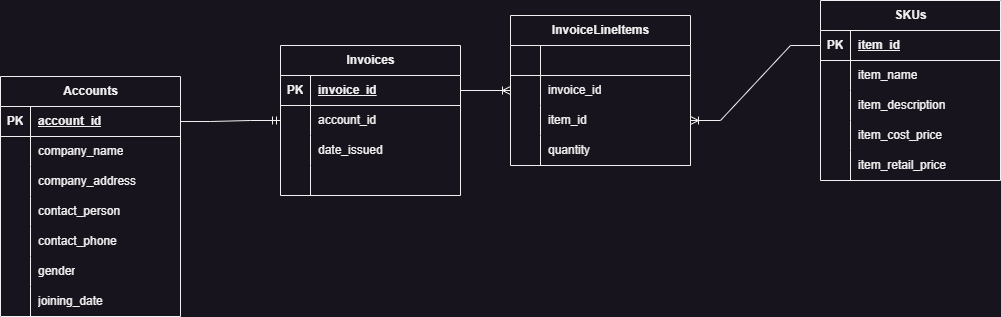 Accounts
PK account_id
company_name
company_address
contact_person
contact_phone
gender
joining_date
Invoices
PK invoice_id
account_id
date_issued
InvoiceLineItems
invoice_id
item_id
quantity
SKUs
PK item_id
item_name
item_description
item_cost_price
item_retail_price